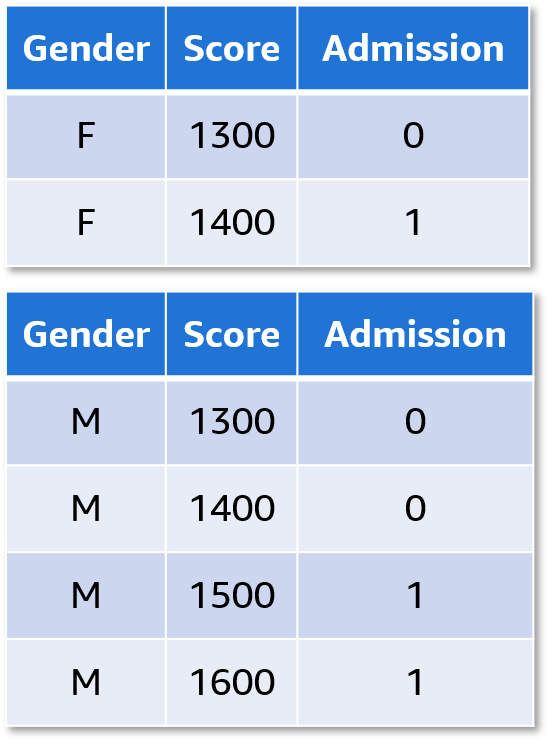 Gender Score Admission
F 1300 0
F 1400 1
Gender Score Admission
M 1300 0
M 1400 0
M 1500 1
M 1600 1